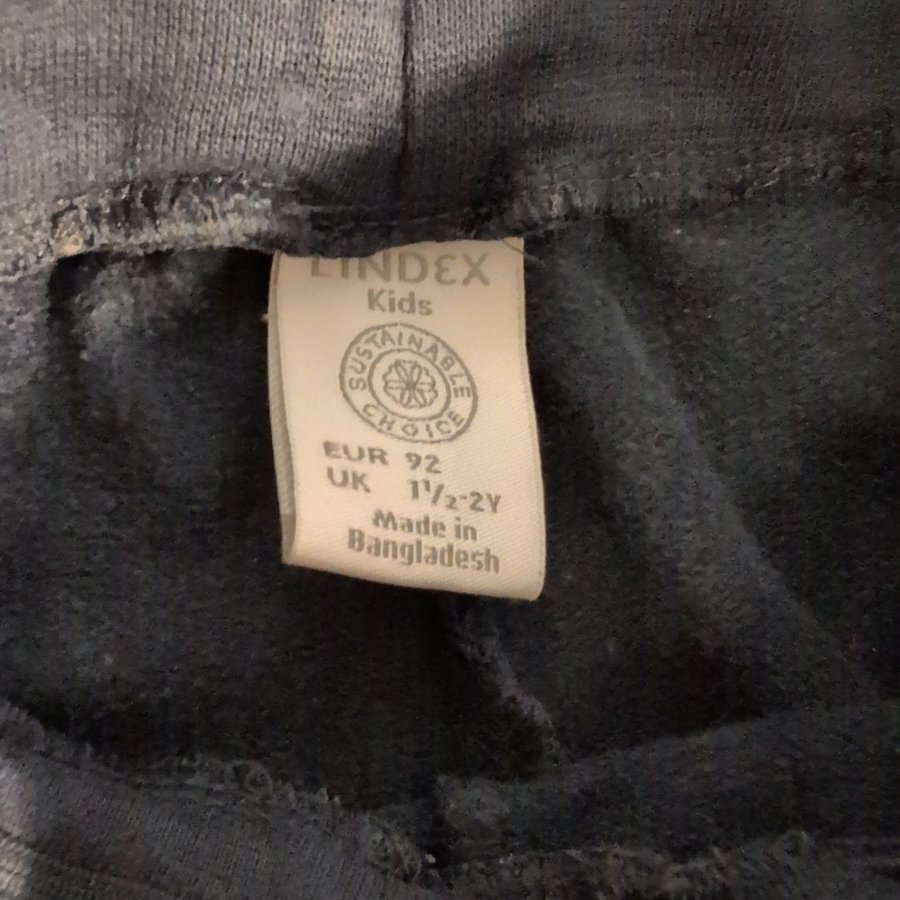 LINDEX
Kids
SUSTAINABLE
CHOICE
EUR 92
UK 1½-2Y
Made in
Bangladesh